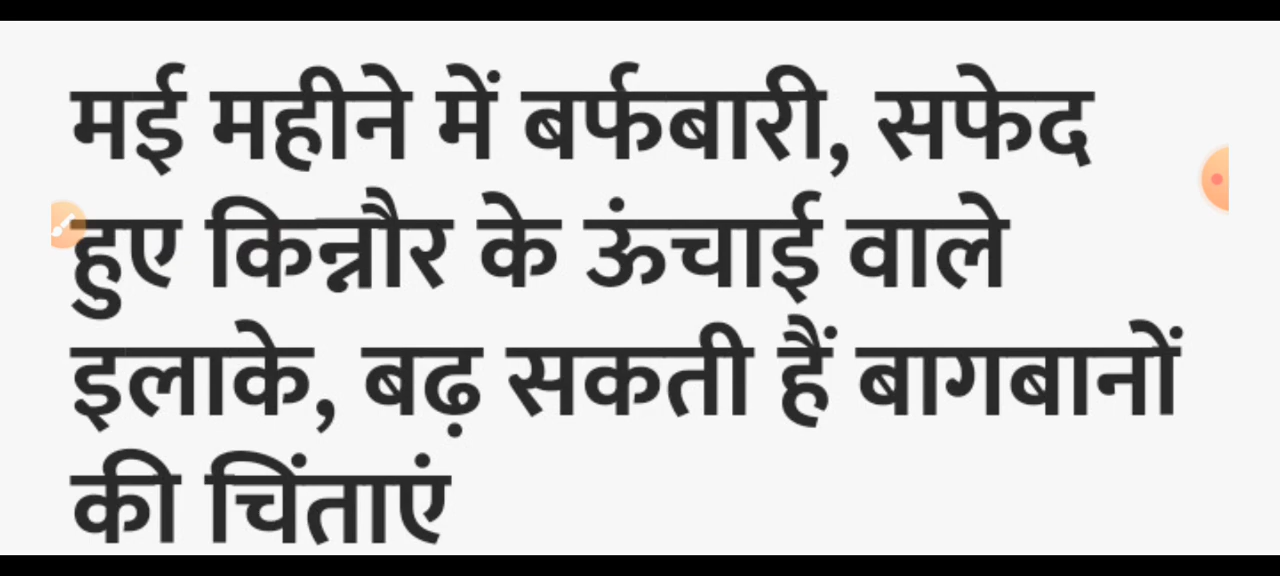 मई महीने में बर्फबारी, सफेद
हुए किन्नौर के ऊंचाई वाले
इलाके, बढ़ सकती हैं बागबानों
की चिंताएं